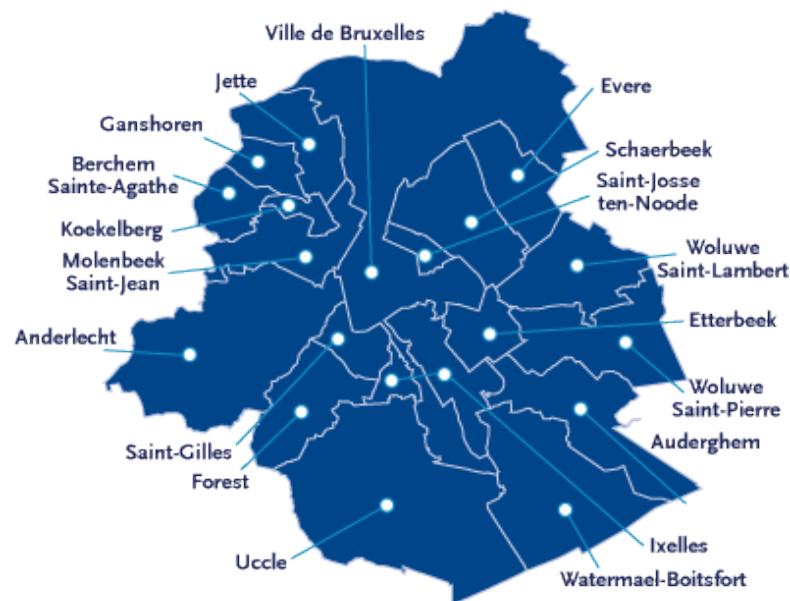 Ville de Bruxelles
Jette
Evere
Ganshoren
Schaerbeek
Berchem
Sainte-Agathe
Saint-Josse
ten-Noode
Koekelberg
Molenbeek
Saint-Jean
Woluwe
Saint-Lambert
Anderlecht
Etterbeek
Woluwe
Saint-Pierre
Auderghem
Saint-Gilles
Forest
Ixelles
Uccle
Watermael-Boitsfort